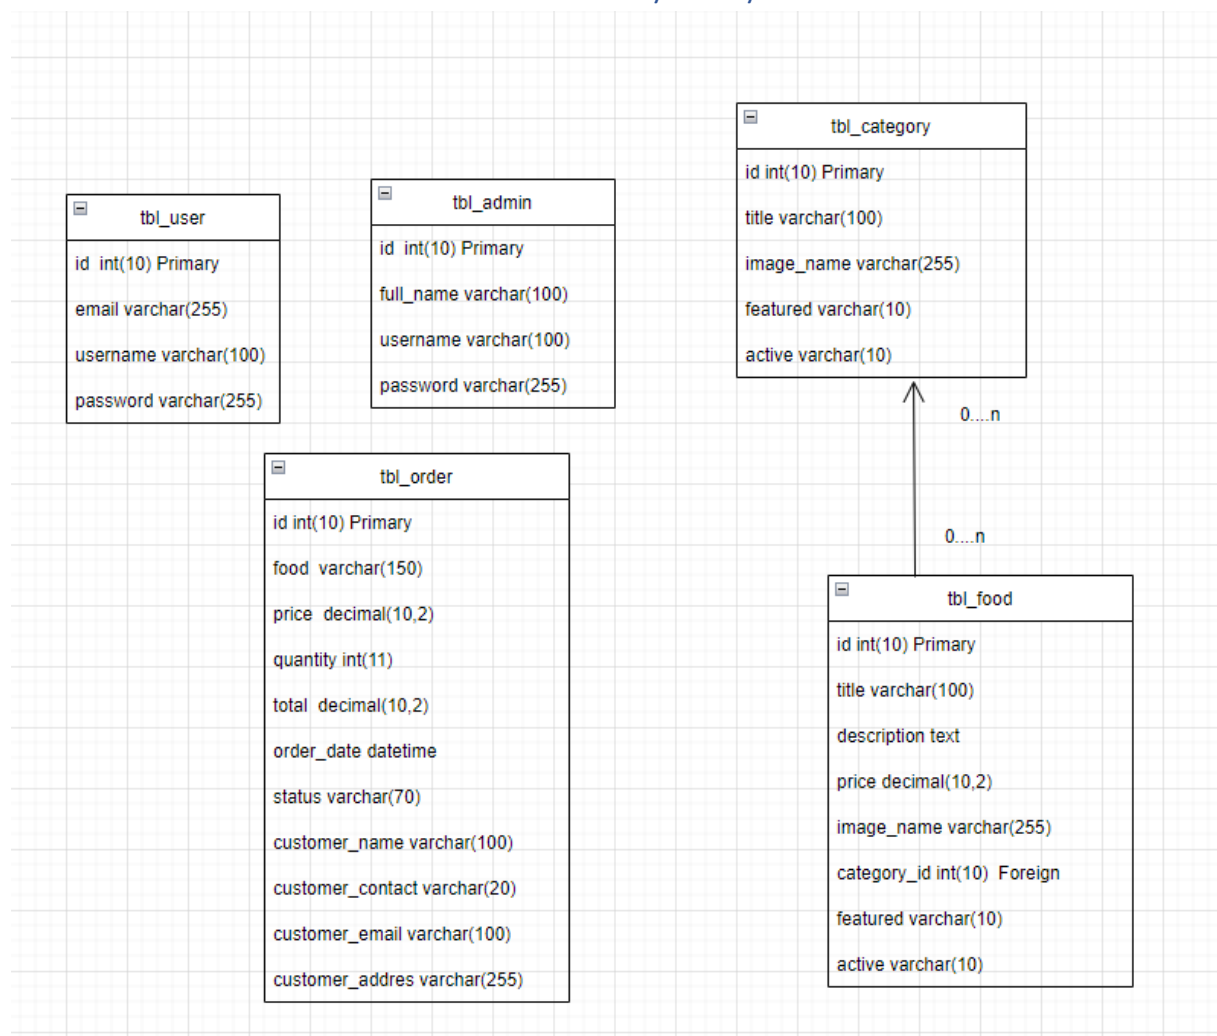 tbl_category
id int(10) Primary
title varchar(100)
image_name varchar(255)
featured varchar(10)
active varchar(10)
tbl_user
id  int(10) Primary
email varchar(255)
username varchar(100)
password varchar(255)
tbl_admin
id  int(10) Primary
full_name varchar(100)
username varchar(100)
password varchar(255)
0....n
0....n
tbl_order
id int(10) Primary
food  varchar(150)
price  decimal(10,2)
quantity int(11)
total  decimal(10,2)
order_date datetime
status varchar(70)
customer_name varchar(100)
customer_contact varchar(20)
customer_email varchar(100)
customer_addres varchar(255)
tbl_food
id int(10) Primary
title varchar(100)
description text
price decimal(10,2)
image_name varchar(255)
category_id int(10)  Foreign
featured varchar(10)
active varchar(10)